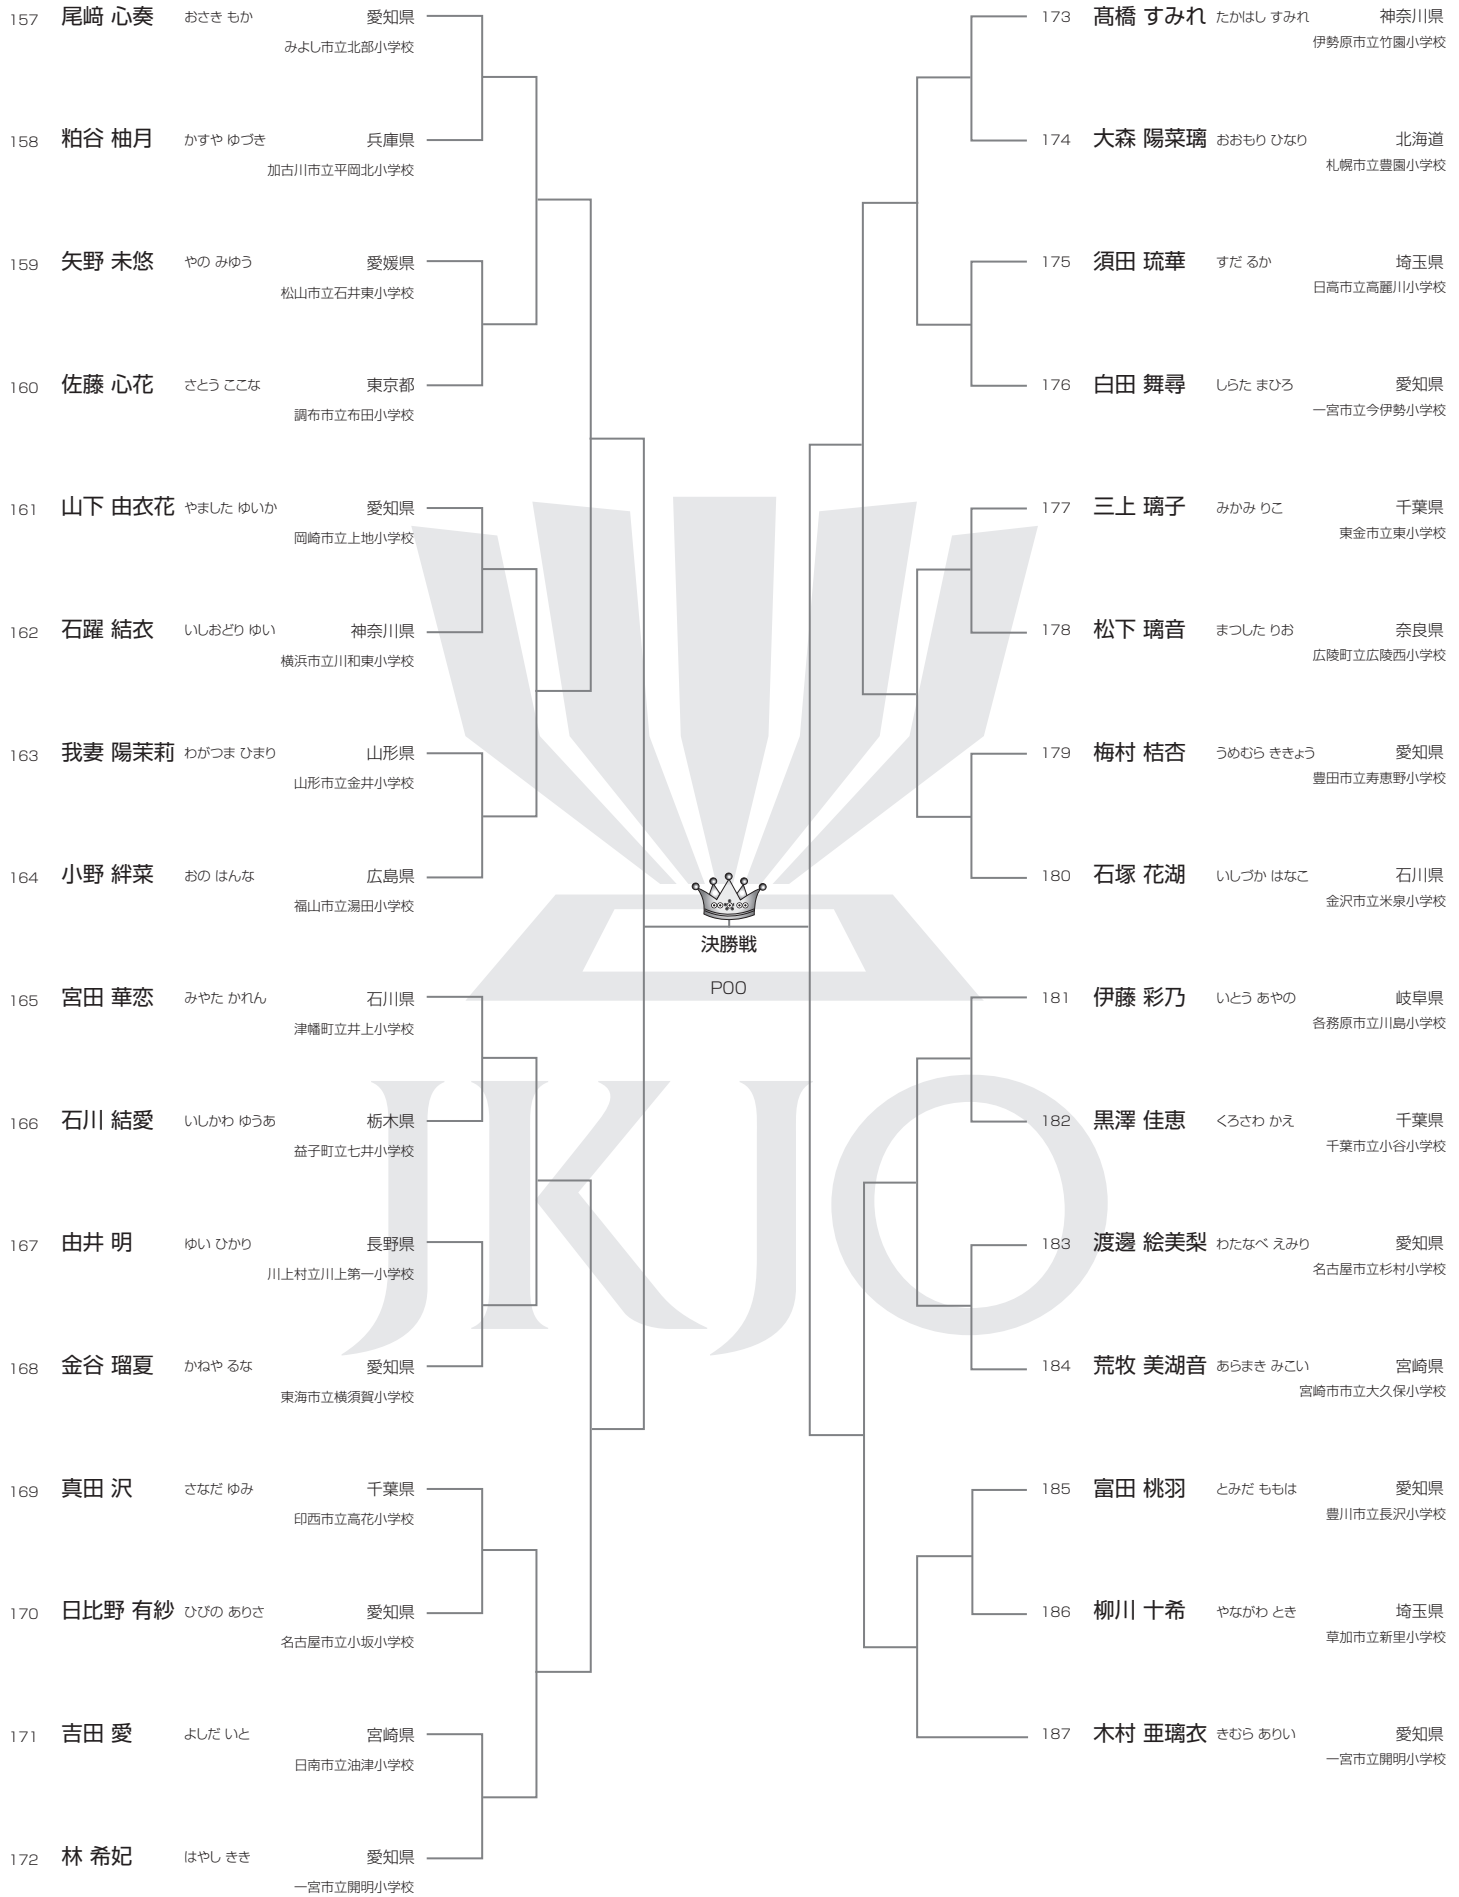 157 尾﨑 心奏 おさき もか 愛知県
みよし市立北部小学校
158 粕谷 柚月 かすや ゆづき 兵庫県
加古川市立平岡北小学校
159 矢野 未悠 やの みゆう 愛媛県
松山市立石井東小学校
160 佐藤 心花 さとう ここな 東京都
調布市立布田小学校
161 山下 由衣花 やました ゆいか 愛知県
岡崎市立上地小学校
162 石躍 結衣 いしおどり ゆい 神奈川県
横浜市立川和東小学校
163 我妻 陽茉莉 わがつま ひまり 山形県
山形市立金井小学校
164 小野 絆菜 おの はんな 広島県
福山市立湯田小学校
165 宮田 華恋 みやた かれん 石川県
津幡町立井上小学校
166 石川 結愛 いしかわ ゆうあ 栃木県
益子町立七井小学校
167 由井 明 ゆい ひかり 長野県
川上村立川上第一小学校
168 金谷 瑠夏 かねや るな 愛知県
東海市立横須賀小学校
169 真田 沢 さなだ ゆみ 千葉県
印西市立高花小学校
170 日比野 有紗 ひびの ありさ 愛知県
名古屋市立小坂小学校
171 吉田 愛 よしだ いと 宮崎県
日南市立油津小学校
172 林 希妃 はやし きき 愛知県
一宮市立開明小学校
決勝戦
P00
JKJO
173 髙橋 すみれ たかはし すみれ 神奈川県
伊勢原市立竹園小学校
174 大森 陽菜璃 おおもり ひなり 北海道
札幌市立豊園小学校
175 須田 琉華 すだ るか 埼玉県
日高市立高麗川小学校
176 白田 舞尋 しらた まひろ 愛知県
一宮市立今伊勢小学校
177 三上 璃子 みかみ りこ 千葉県
東金市立東小学校
178 松下 璃音 まつした りお 奈良県
広陵町立広陵西小学校
179 梅村 桔杏 うめむら ききょう 愛知県
豊田市立寿恵野小学校
180 石塚 花湖 いしづか はなこ 石川県
金沢市立米泉小学校
181 伊藤 彩乃 いとう あやの 岐阜県
各務原市立川島小学校
182 黒澤 佳恵 くろさわ かえ 千葉県
千葉市立小谷小学校
183 渡邊 絵美梨 わたなべ えみり 愛知県
名古屋市立杉村小学校
184 荒牧 美湖音 あらまき みこい 宮崎県
宮崎市市立大久保小学校
185 富田 桃羽 とみだ ももは 愛知県
豊川市立長沢小学校
186 柳川 十希 やながわ とき 埼玉県
草加市立新里小学校
187 木村 亜璃衣 きむら ありい 愛知県
一宮市立開明小学校